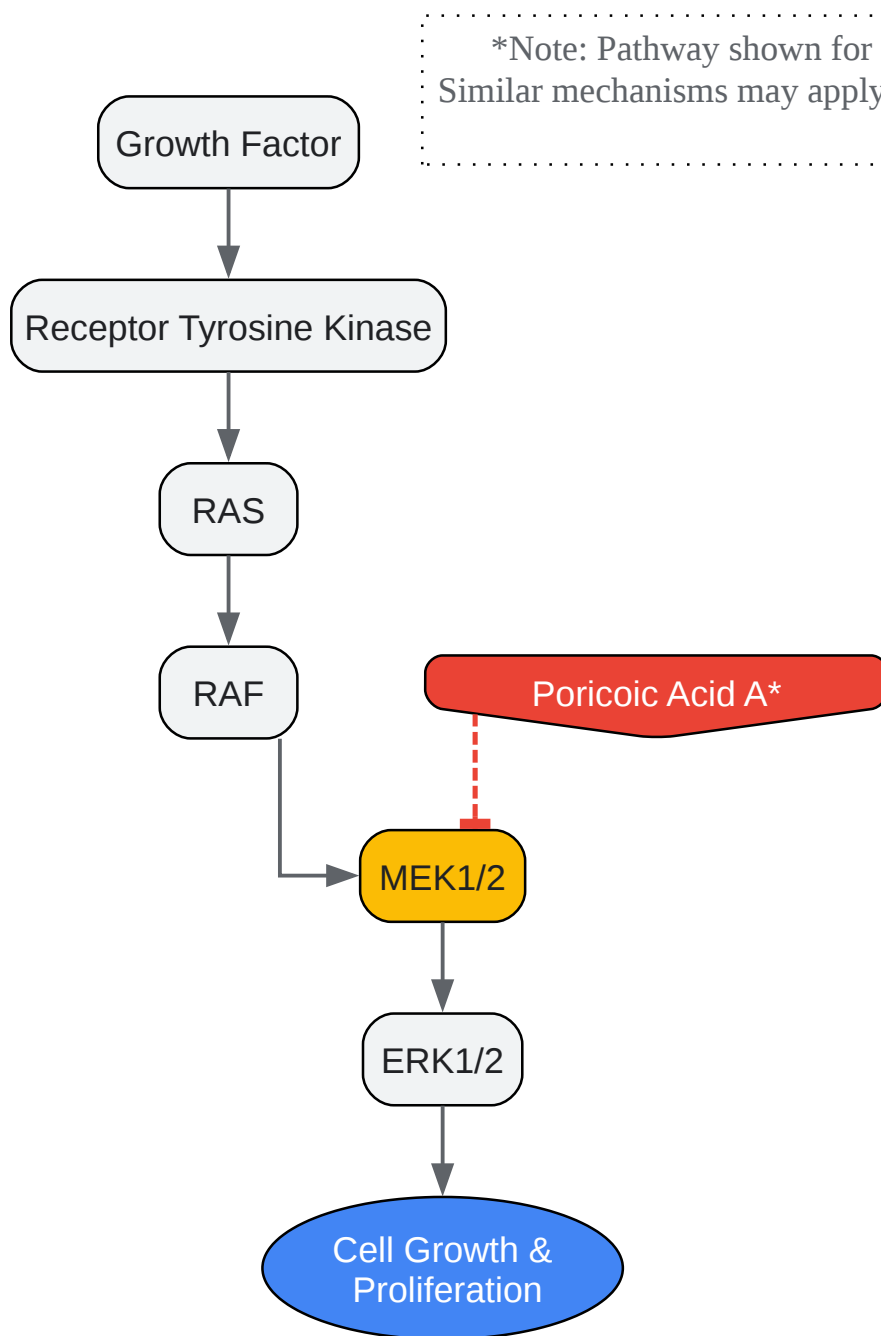 *Note: Pathway shown for
Similar mechanisms may apply
Growth Factor
Receptor Tyrosine Kinase
RAS
RAF
Poricoic Acid A*
MEK1/2
ERK1/2
Cell Growth &
Proliferation